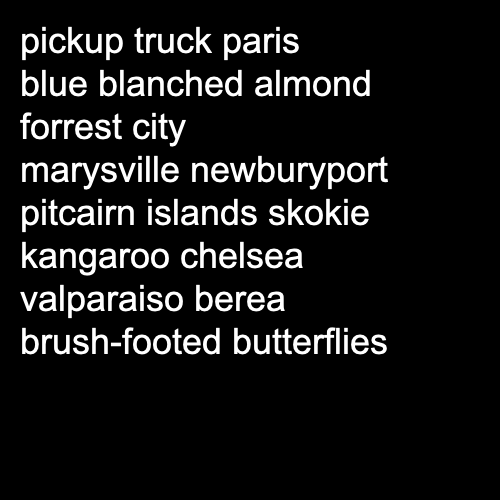 pickup truck paris
blue blanched almond
forrest city
marysville newburyport
pitcairn islands skokie
kangaroo chelsea
valparaiso berea
brush-footed butterflies